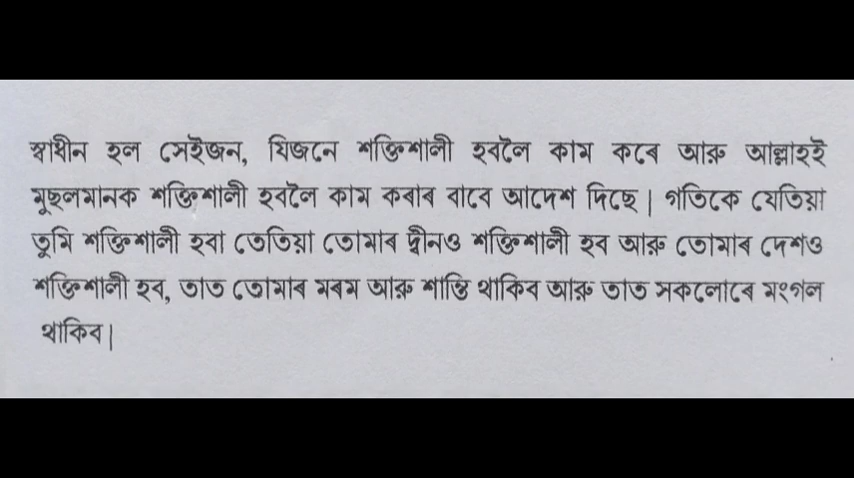 স্বাধীন হল সেইজন, যিজনে শক্তিশালী হবলৈ কাম কৰে আৰু আল্লাহই
মুছলমানক শক্তিশালী হবলৈ কাম কৰাৰ বাবে আদেশ দিছে। গতিকে যেতিয়া
তুমি শক্তিশালী হবা তেতিয়া তোমাৰ দ্বীনও শক্তিশালী হব আৰু তোমাৰ দেশও
শক্তিশালী হব, তাত তোমাৰ মৰম আৰু শান্তি থাকিব আৰু তাত সকলোৰে মংগল
থাকিব।